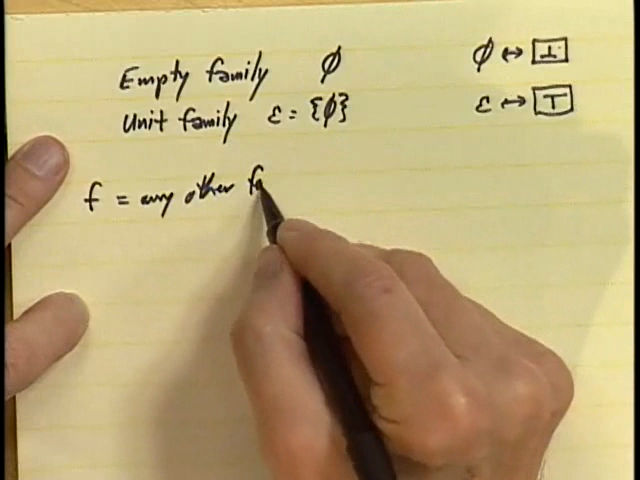 Empty family ∅ ∅ ↔ ⊥
Unit family ε = {∅} ε ↔ ⊤
f = any other fa